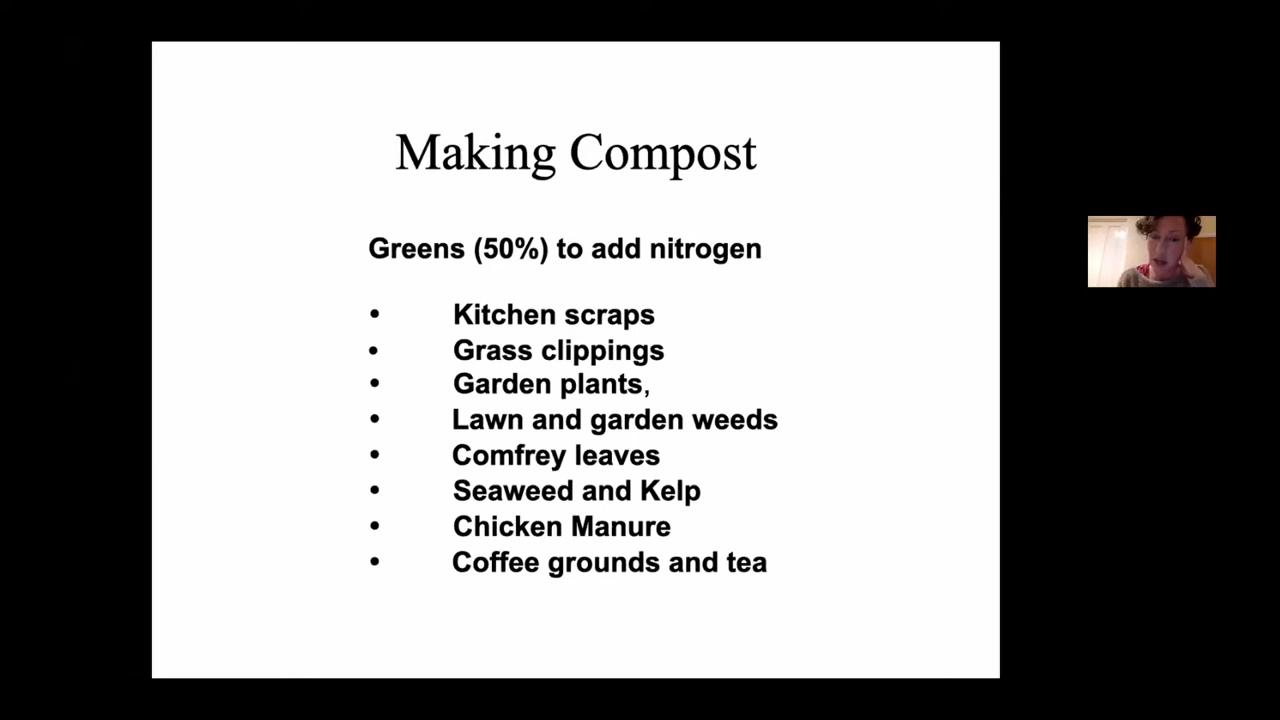 Making Compost
Greens (50%) to add nitrogen
• Kitchen scraps
• Grass clippings
• Garden plants,
• Lawn and garden weeds
• Comfrey leaves
• Seaweed and Kelp
• Chicken Manure
• Coffee grounds and tea